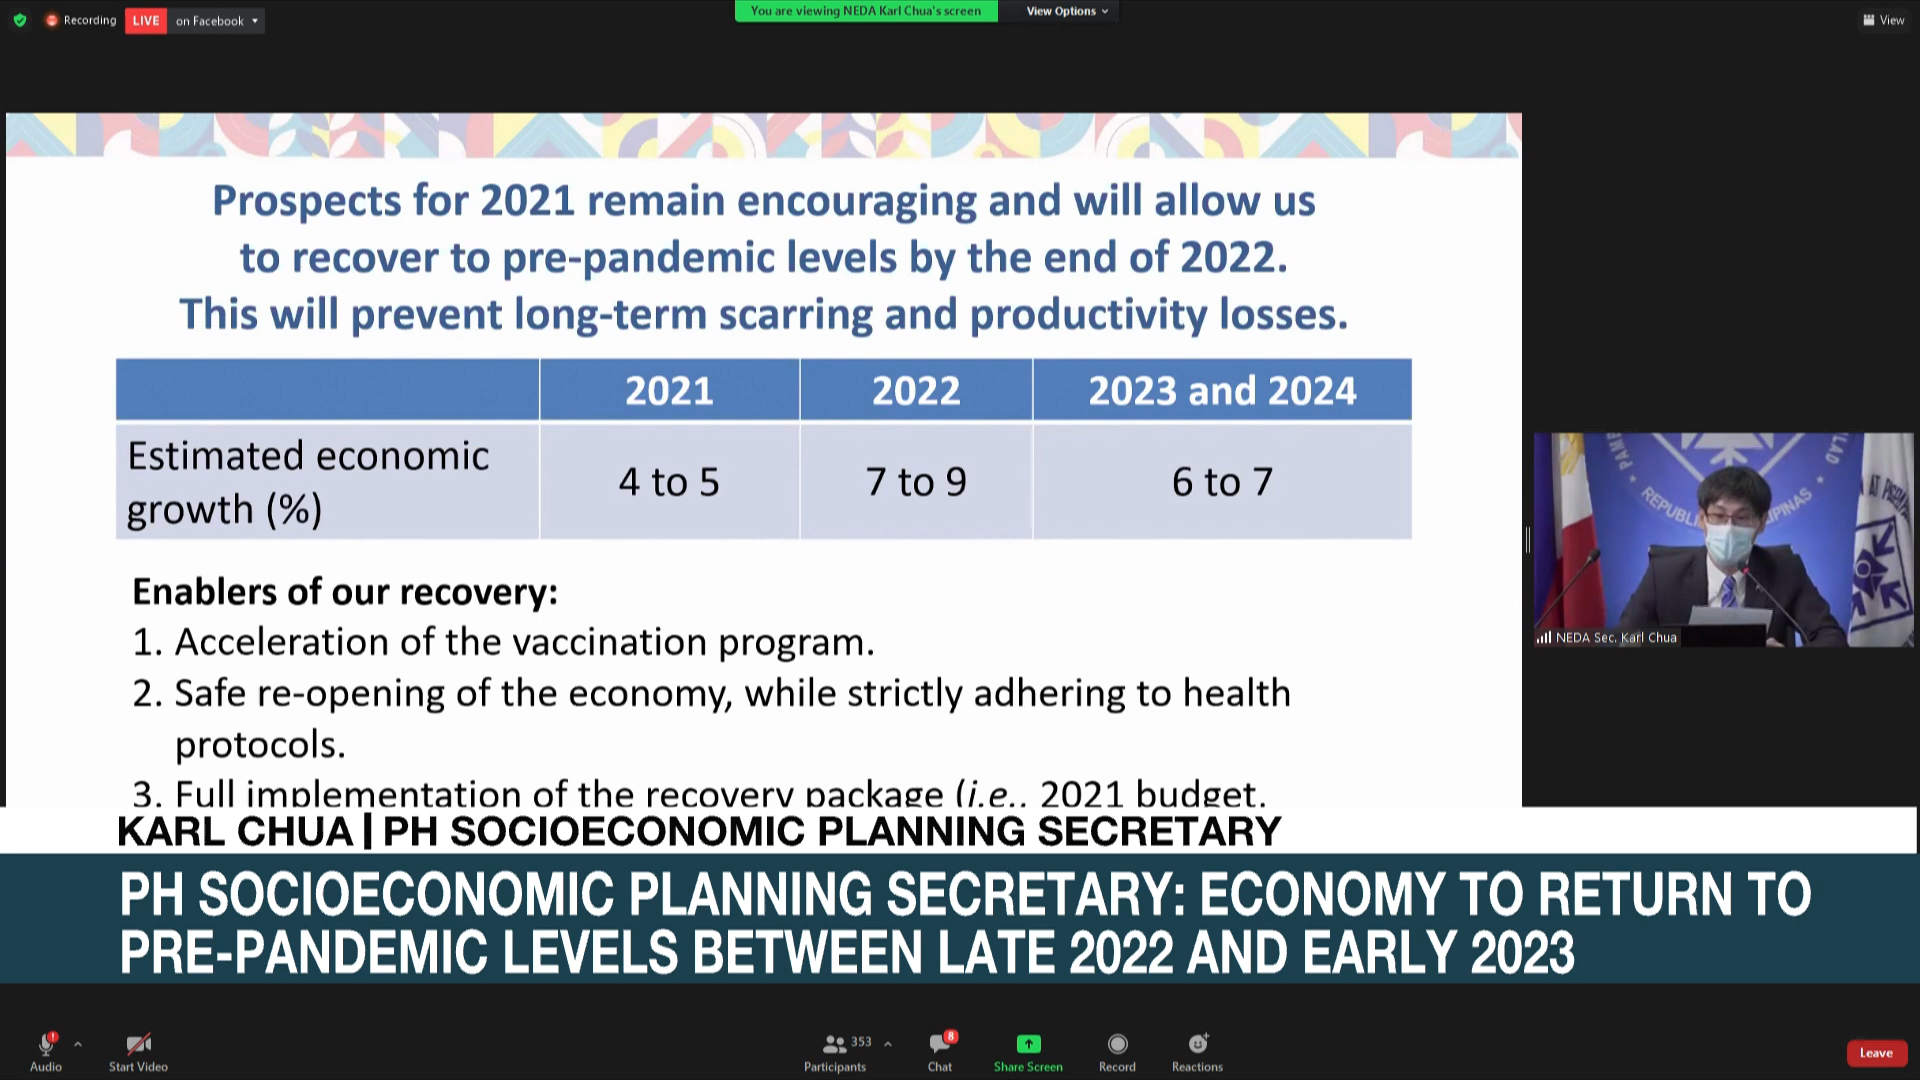 Recording
LIVE
on Facebook
You are viewing NEDA Karl Chua's screen
View Options
View
Prospects for 2021 remain encouraging and will allow us
to recover to pre-pandemic levels by the end of 2022.
This will prevent long-term scarring and productivity losses.
2021 2022 2023 and 2024
Estimated economic
growth (%)
4 to 5 7 to 9 6 to 7
Enablers of our recovery:
1. Acceleration of the vaccination program.
2. Safe re-opening of the economy, while strictly adhering to health
protocols.
3. Full implementation of the recovery package (i.e., 2021 budget,
REPUBLI
IPINAS
NEDA Sec. Karl Chua
KARL CHUA | PH SOCIOECONOMIC PLANNING SECRETARY
PH SOCIOECONOMIC PLANNING SECRETARY: ECONOMY TO RETURN TO
PRE-PANDEMIC LEVELS BETWEEN LATE 2022 AND EARLY 2023
Audio
Start Video
353
Participants
8
Chat
Share Screen
Record
Reactions
Leave